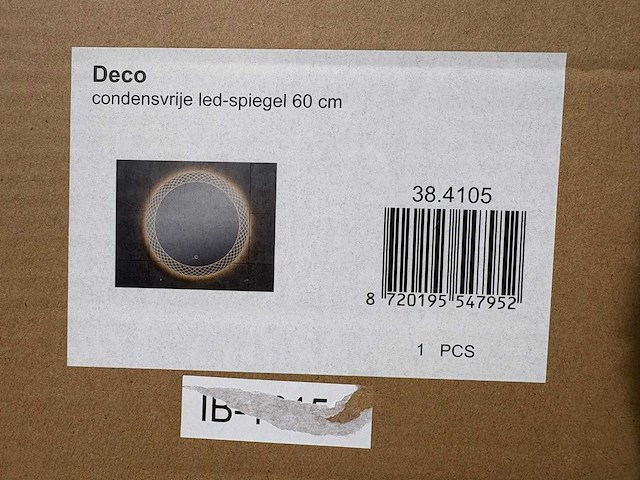 Deco
condensvrije led-spiegel 60 cm
38.4105
8 720195 547952
1 PCS